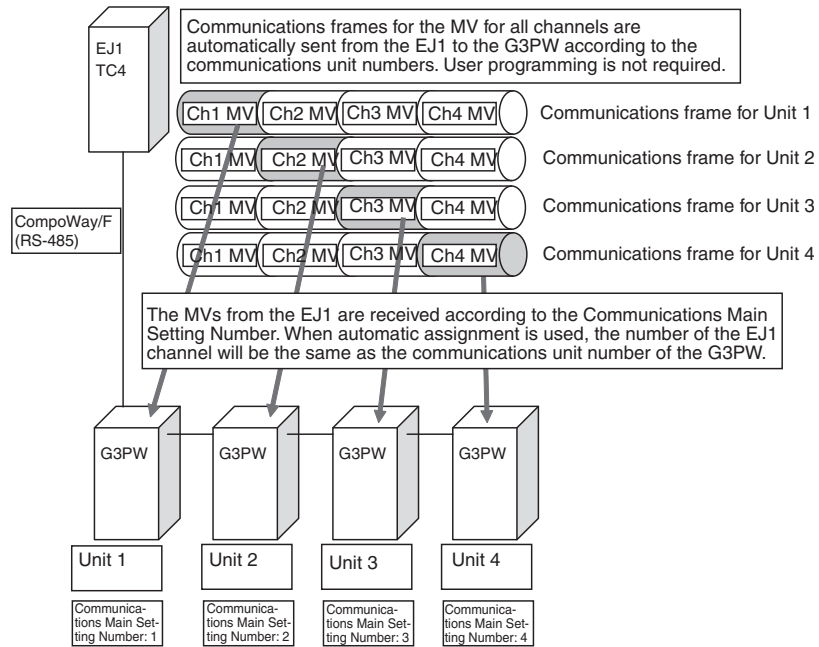 EJ1
TC4
Communications frames for the MV for all channels are
automatically sent from the EJ1 to the G3PW according to the
communications unit numbers. User programming is not required.
Ch1 MV Ch2 MV Ch3 MV Ch4 MV Communications frame for Unit 1
Ch1 MV Ch2 MV Ch3 MV Ch4 MV Communications frame for Unit 2
Ch1 MV Ch2 MV Ch3 MV Ch4 MV Communications frame for Unit 3
Ch1 MV Ch2 MV Ch3 MV Ch4 MV Communications frame for Unit 4
CompoWay/F
(RS-485)
The MVs from the EJ1 are received according to the Communications Main
Setting Number. When automatic assignment is used, the number of the EJ1
channel will be the same as the communications unit number of the G3PW.
G3PW G3PW G3PW G3PW
Unit 1 Unit 2 Unit 3 Unit 4
Communica-
tions Main Set-
ting Number: 1
Communica-
tions Main Set-
ting Number: 2
Communica-
tions Main Set-
ting Number: 3
Communica-
tions Main Set-
ting Number: 4